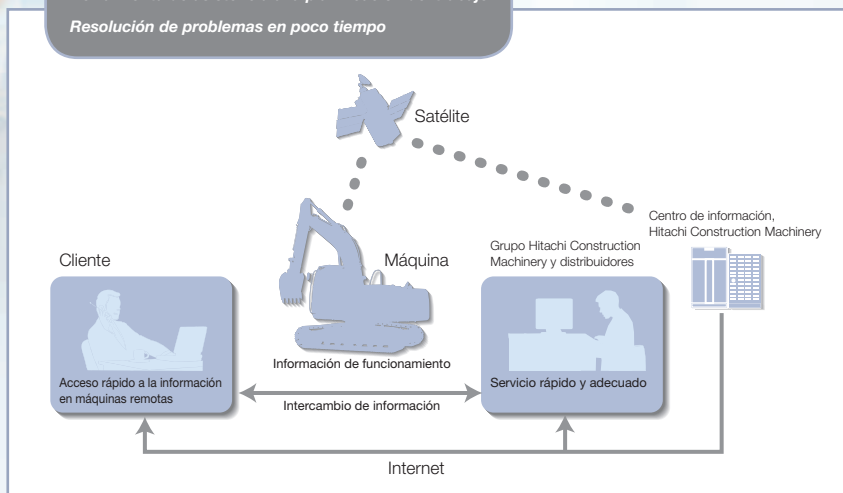 Resolución de problemas en poco tiempo
Satélite
Centro de información,
Hitachi Construction Machinery
Grupo Hitachi Construction
Machinery y distribuidores
Cliente
Máquina
Información de funcionamiento
Acceso rápido a la información
en máquinas remotas
Servicio rápido y adecuado
Intercambio de información
Internet